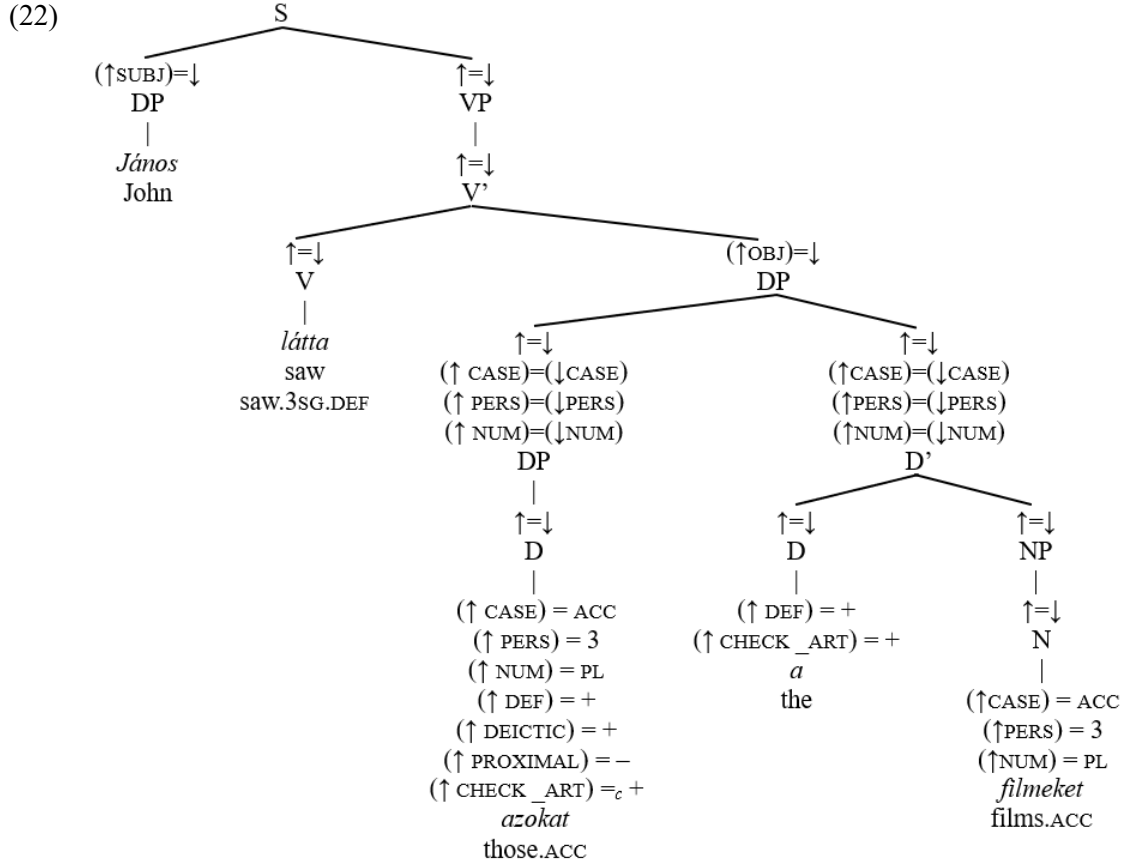 (22)
S
(↑SUBJ)=↓ ↑=↓
DP VP
| |
János ↑=↓
John V’
↑=↓ (↑OBJ)=↓
V DP
|
látta ↑=↓ ↑=↓
saw (↑ CASE)=(↓CASE) (↑CASE)=(↓CASE)
saw.3SG.DEF (↑ PERS)=(↓PERS) (↑PERS)=(↓PERS)
(↑ NUM)=(↓NUM) (↑NUM)=(↓NUM)
DP D’
|
↑=↓ ↑=↓ ↑=↓
D D NP
| | |
(↑ CASE) = ACC (↑ DEF) = + ↑=↓
(↑ PERS) = 3 (↑ CHECK _ART) = + N
(↑ NUM) = PL a |
(↑ DEF) = + the (↑CASE) = ACC
(↑ DEICTIC) = + (↑PERS) = 3
(↑ PROXIMAL) = – (↑NUM) = PL
(↑ CHECK _ART) =c + filmeket
azokat films.ACC
those.ACC